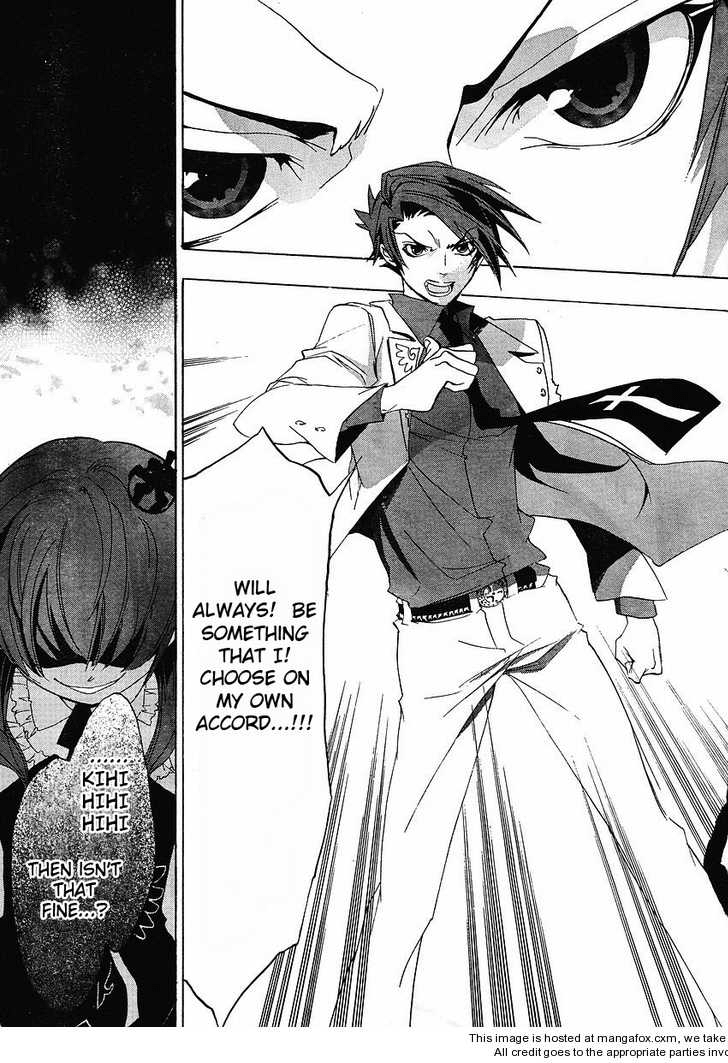 WILL
ALWAYS! BE
SOMETHING
THAT I!
CHOOSE ON
MY OWN
ACCORD...!!!
.......
KIHI
HIHI
HIHI
THEN ISN'T
THAT
FINE...?
This image is hosted at mangafox.cxm, we take
All credit goes to the appropriate parties inv